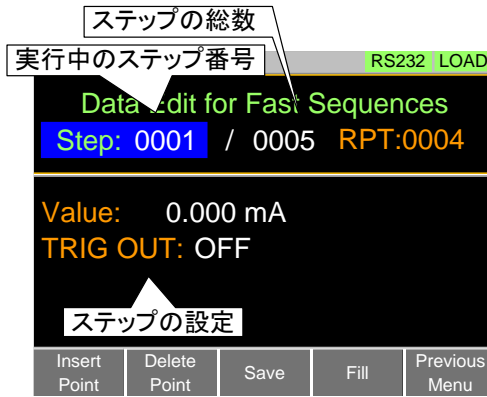 ステップの総数
実行中のステップ番号
RS232 LOAD
Data Edit for Fast Sequences
Step: 0001 / 0005 RPT:0004
Value: 0.000 mA
TRIG OUT: OFF
ステップの設定
Insert Point
Delete Point
Save
Fill
Previous Menu